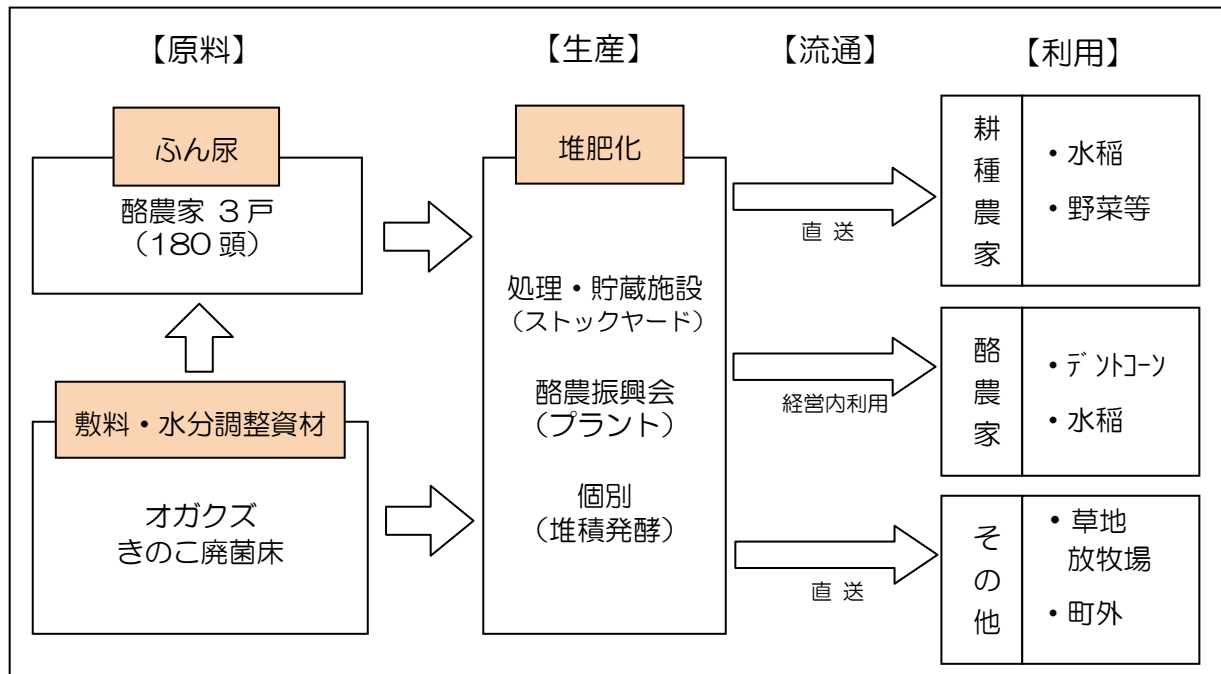 【原料】
【生産】
【流通】
【利用】
ふん尿
酪農家 3戸
（180頭）
敷料・水分調整資材
オガクズ
きのこ廃菌床
堆肥化
処理・貯蔵施設
（ストックヤード）
酪農振興会
（プラント）
個別
（堆積発酵）
直 送
経営内利用
直 送
耕種農家
・水稲
・野菜等
酪農家
・ﾃﾞﾝﾄｺｰﾝ
・水稲
その他
・草地
放牧場
・町外